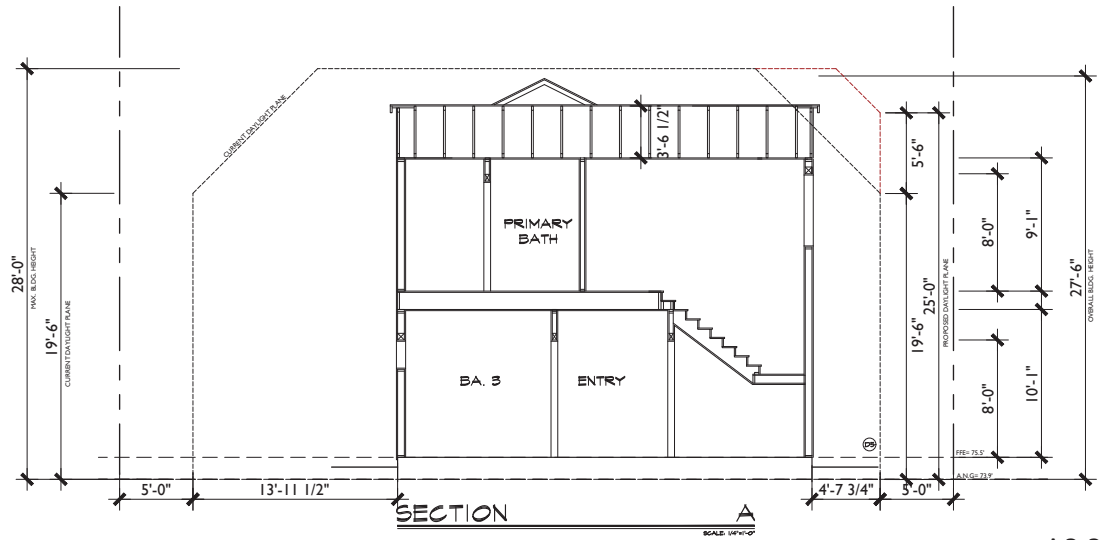 CURRENT DAYLIGHT PLANE
3'-6 1/2"
5'-6"
PRIMARY
BATH
8'-0"
9'-1"
28'-0"
MAX. BLDG. HEIGHT
19'-6"
CURRENT DAYLIGHT PLANE
19'-6"
25'-0"
PROPOSED DAYLIGHT PLANE
27'-6"
OVERALL BLDG. HEIGHT
BA. 3
ENTRY
8'-0"
10'-1"
D3
FFE= 75.5'
A.N.G= 73.9'
5'-0"
13'-11 1/2"
4'-7 3/4"
5'-0"
SECTION
A
SCALE: 1/4"=1'-0"